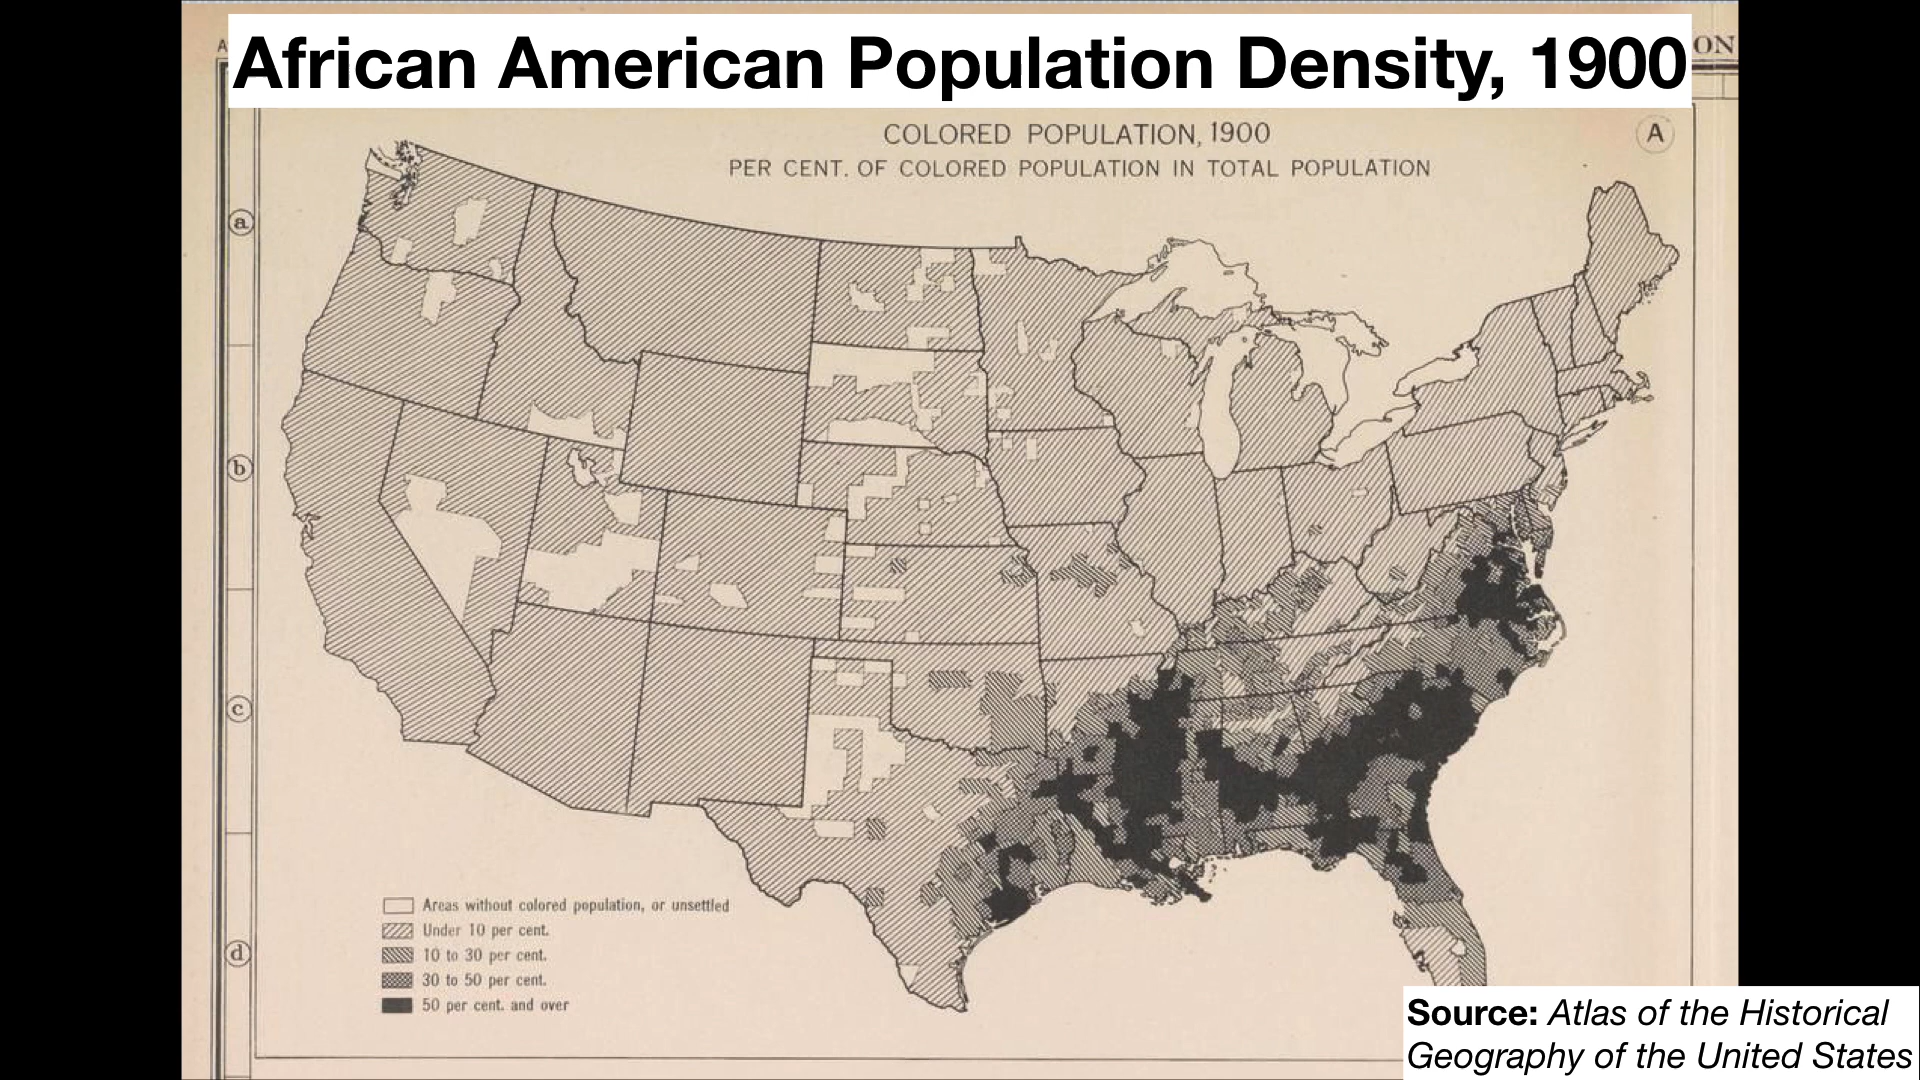 African American Population Density, 1900
A
ON
COLORED POPULATION, 1900
A
PER CENT. OF COLORED POPULATION IN TOTAL POPULATION
a
b
c
d
Areas without colored population, or unsettled
Under 10 per cent.
10 to 30 per cent.
30 to 50 per cent.
50 per cent. and over
Source: Atlas of the Historical
Geography of the United States